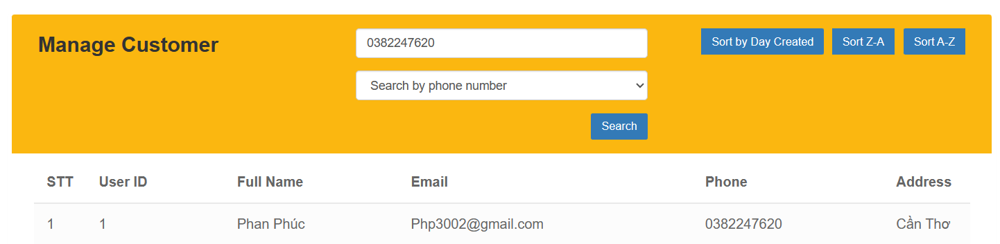 Manage Customer
0382247620
Sort by Day Created
Sort Z-A
Sort A-Z
Search by phone number
Search
STT User ID Full Name Email Phone Address
1 1 Phan Phúc Php3002@gmail.com 0382247620 Cần Thơ